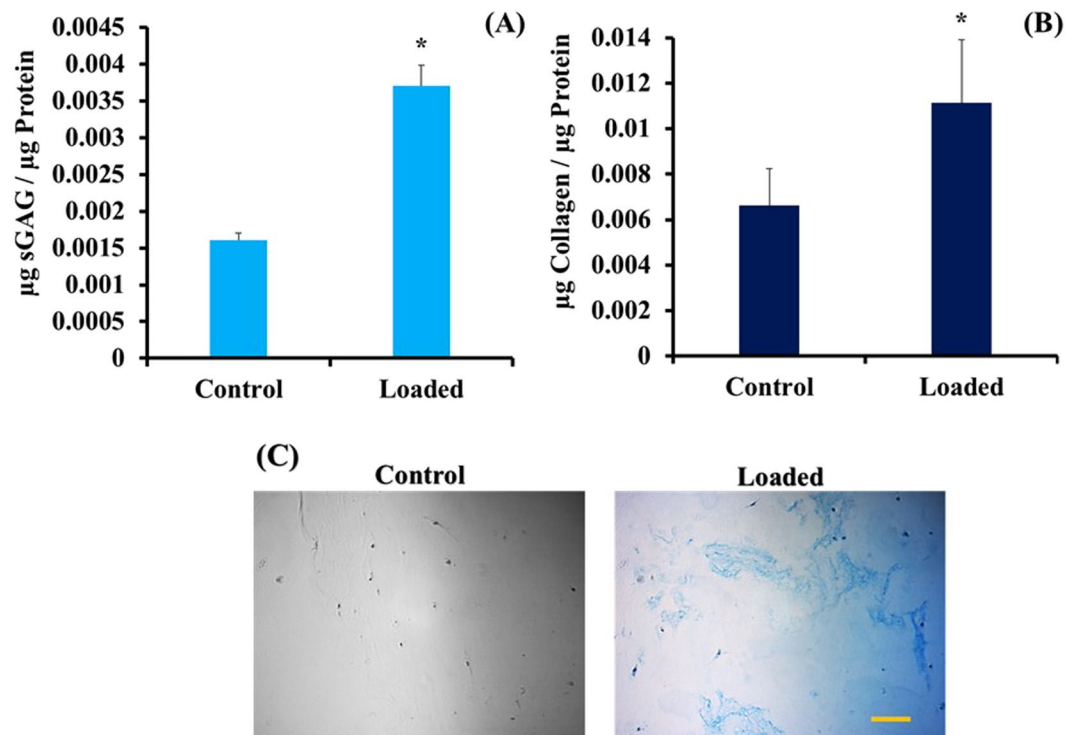 (A)
µg sGAG / µg Protein
0.0045
0.004
0.0035
0.003
0.0025
0.002
0.0015
0.001
0.0005
0
*
Control
Loaded
(B)
µg Collagen / µg Protein
0.014
0.012
0.01
0.008
0.006
0.004
0.002
0
*
Control
Loaded
(C)
Control
Loaded